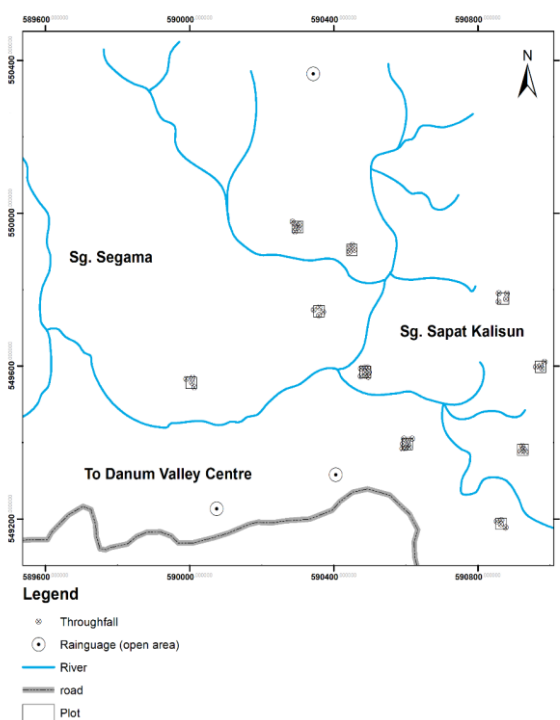 589600 590000 590400 590800
550400
N
550000
Sg. Segama
Sg. Sapat Kalisun
549600
To Danum Valley Centre
549200
589600 590000 590400 590800
Legend
Throughfall
Rainguage (open area)
River
road
Plot